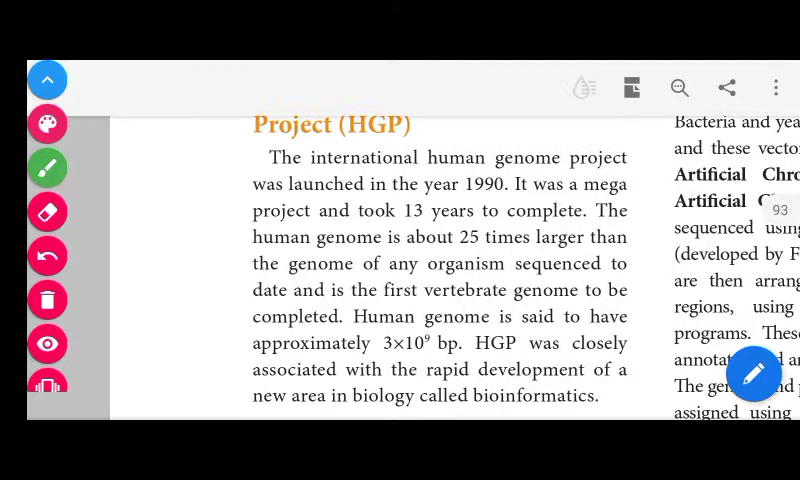 Project (HGP)
The international human genome project
was launched in the year 1990. It was a mega
project and took 13 years to complete. The
human genome is about 25 times larger than
the genome of any organism sequenced to
date and is the first vertebrate genome to be
completed. Human genome is said to have
approximately 3×10⁹ bp. HGP was closely
associated with the rapid development of a
new area in biology called bioinformatics.
Bacteria and yea
and these vecto
Artificial Chro
Artificial
93
sequenced using
(developed by F
are then arrang
regions, using
programs. These
annotat
The gen
assigned using